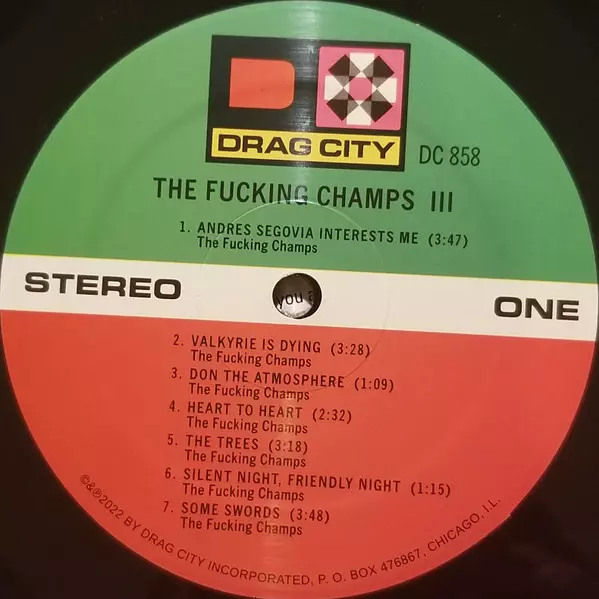 DRAG CITY
DC 858
THE FUCKING CHAMPS III
1. ANDRES SEGOVIA INTERESTS ME (3:47)
The Fucking Champs
STEREO
you
ONE
2. VALKYRIE IS DYING (3:28)
The Fucking Champs
3. DON THE ATMOSPHERE (1:09)
The Fucking Champs
4. HEART TO HEART (2:32)
The Fucking Champs
5. THE TREES (3:18)
The Fucking Champs
6. SILENT NIGHT, FRIENDLY NIGHT (1:15)
The Fucking Champs
7. SOME SWORDS (3:48)
The Fucking Champs
©&℗2022 BY DRAG CITY INCORPORATED, P. O. BOX 476867, CHICAGO, I.L.